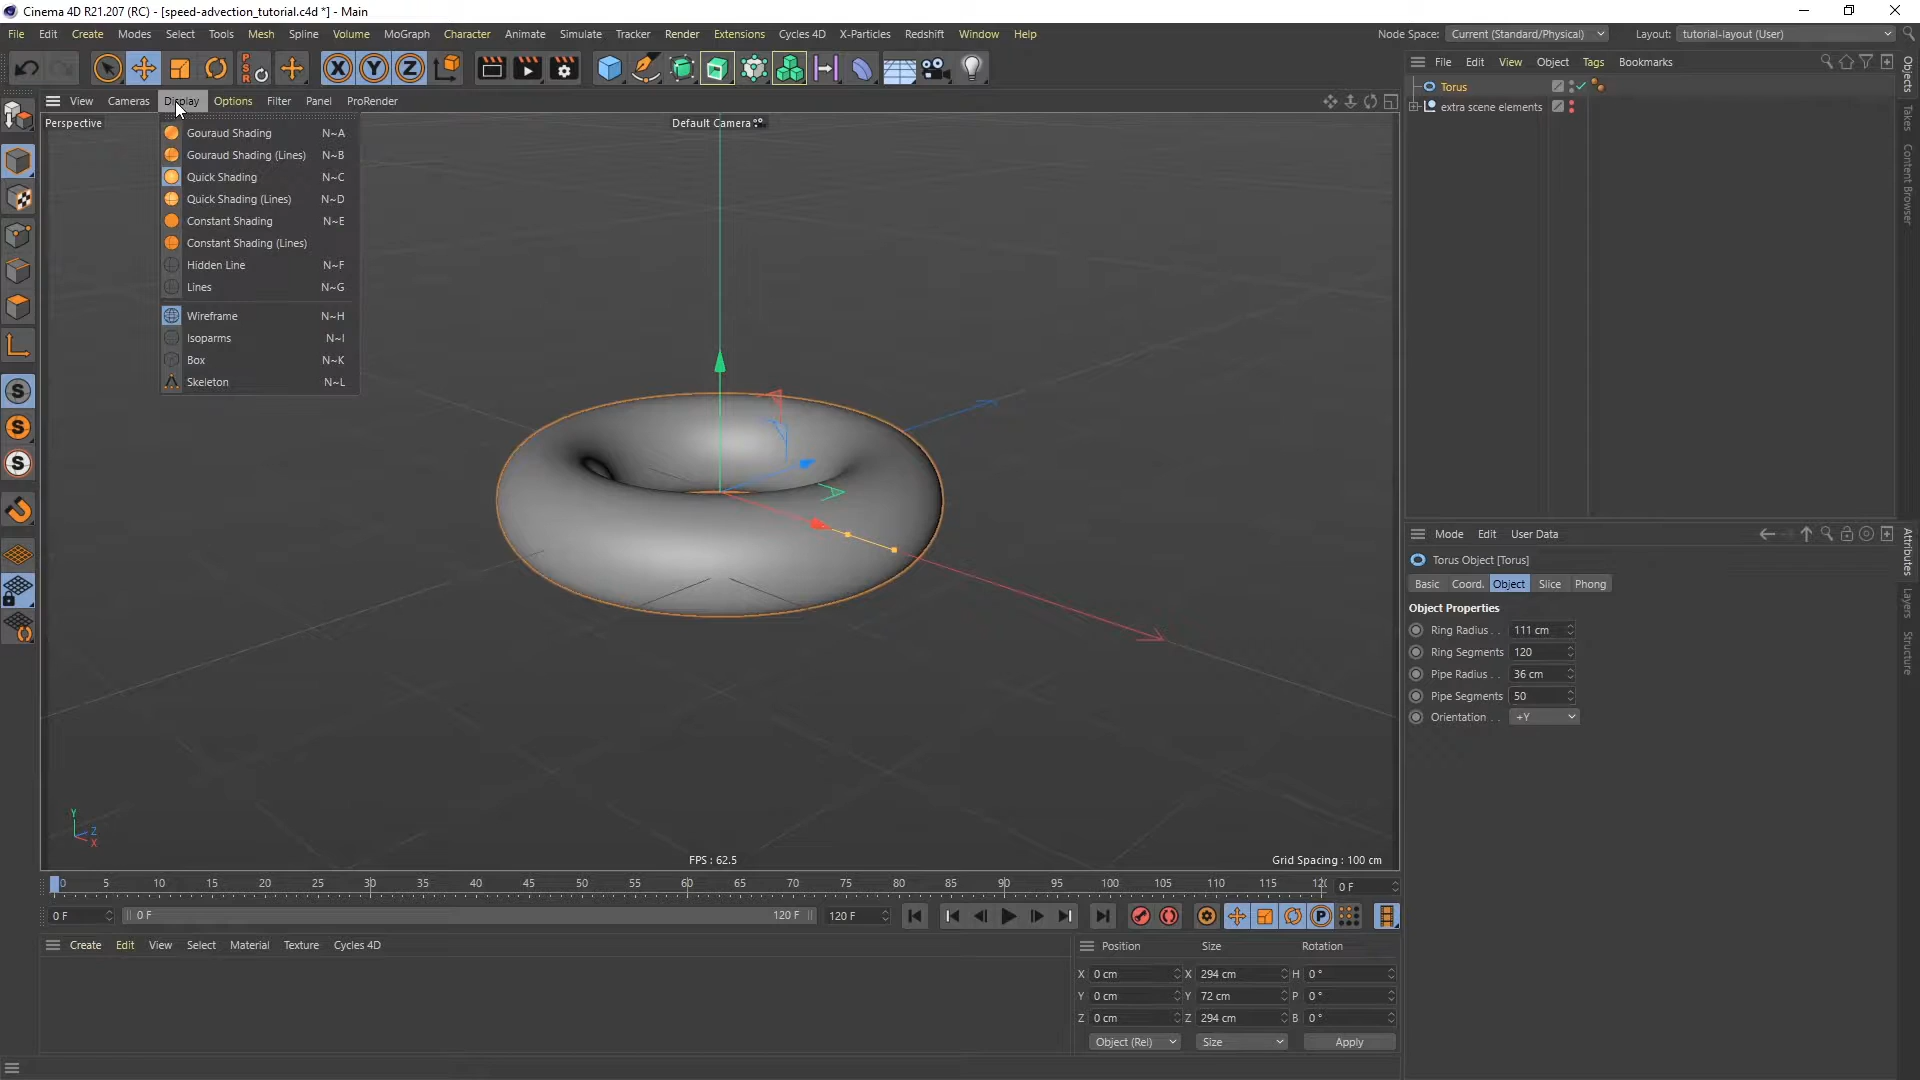 Cinema 4D R21.207 (RC) - [speed-advection_tutorial.c4d *] - Main
File Edit Create Modes Select Tools Mesh Spline Volume MoGraph Character Animate Simulate Tracker Render Extensions Cycles 4D X-Particles Redshift Window Help Node Space: Current (Standard/Physical) Layout: tutorial-layout (User)
P S R X Y Z
File Edit View Object Tags Bookmarks
View Cameras Display Options Filter Panel ProRender
Perspective
Default Camera
Gouraud Shading N~A
Gouraud Shading (Lines) N~B
Quick Shading N~C
Quick Shading (Lines) N~D
Constant Shading N~E
Constant Shading (Lines)
Hidden Line N~F
Lines N~G
Wireframe N~H
Isoparms N~I
Box N~K
Skeleton N~L
S
S
S
Y
Z
X
FPS : 62.5
Grid Spacing : 100 cm
Torus
extra scene elements
Objects
Takes
Content Browser
Mode Edit User Data
Torus Object [Torus]
Basic Coord. Object Slice Phong
Object Properties
Ring Radius . . 111 cm
Ring Segments 120
Pipe Radius . . 36 cm
Pipe Segments 50
Orientation . . +Y
Attributes
Layers
Structure
0 5 10 15 20 25 30 35 40 45 50 55 60 65 70 75 80 85 90 95 100 105 110 115 12 0 F
0 F 0 F 120 F 120 F P
Create Edit View Select Material Texture Cycles 4D
Position Size Rotation
X 0 cm X 294 cm H 0 °
Y 0 cm Y 72 cm P 0 °
Z 0 cm Z 294 cm B 0 °
Object (Rel) Size Apply